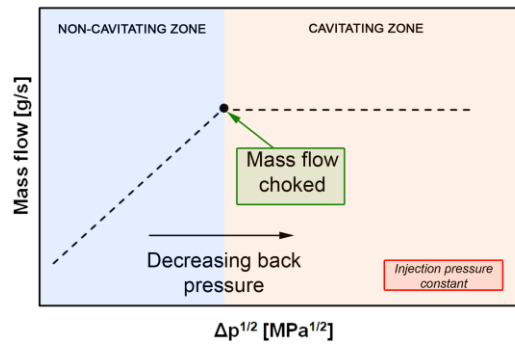 NON-CAVITATING ZONE
CAVITATING ZONE
Mass flow [g/s]
Mass flow
choked
Decreasing back
pressure
Injection pressure
constant
Δp^1/2 [MPa^1/2]